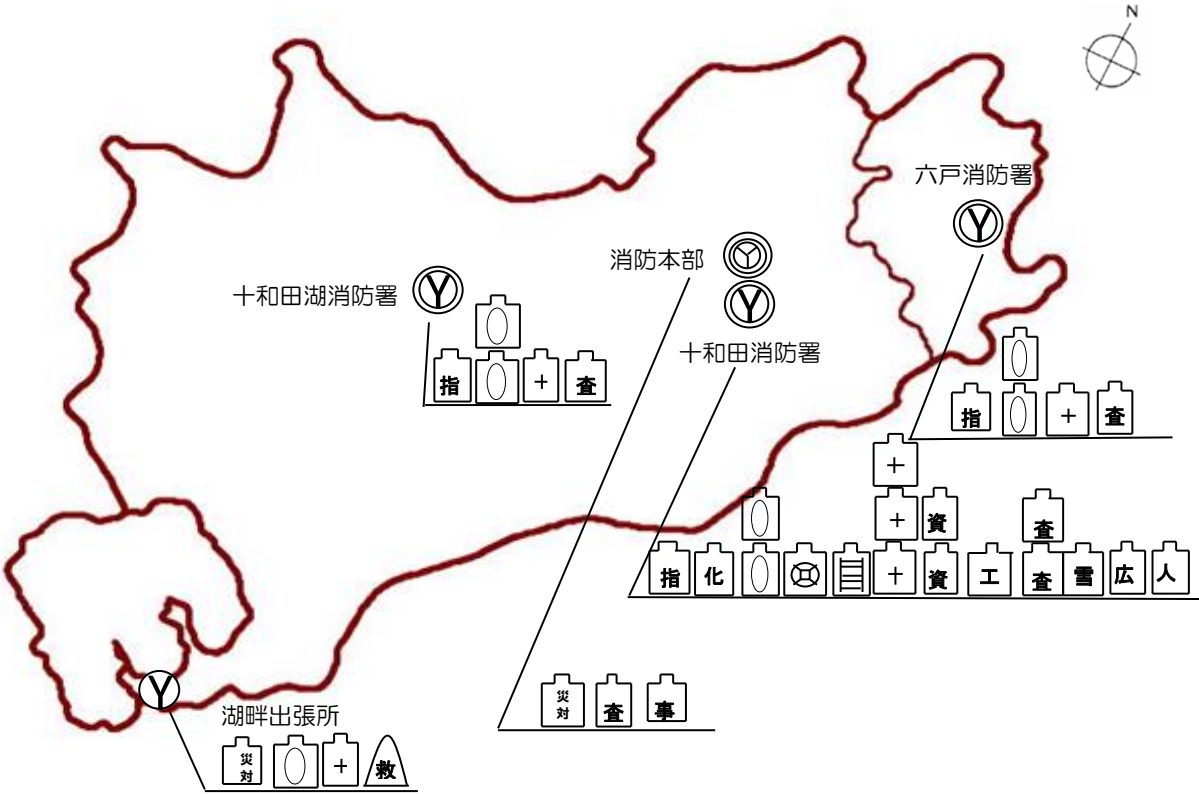 N
六戸消防署
消防本部
十和田湖消防署
十和田消防署
指 + 査
指 + 査
+
+ 資 査
指 化 + 資 工 査 雪 広 人
災対 査 事
湖畔出張所
災対 + 救